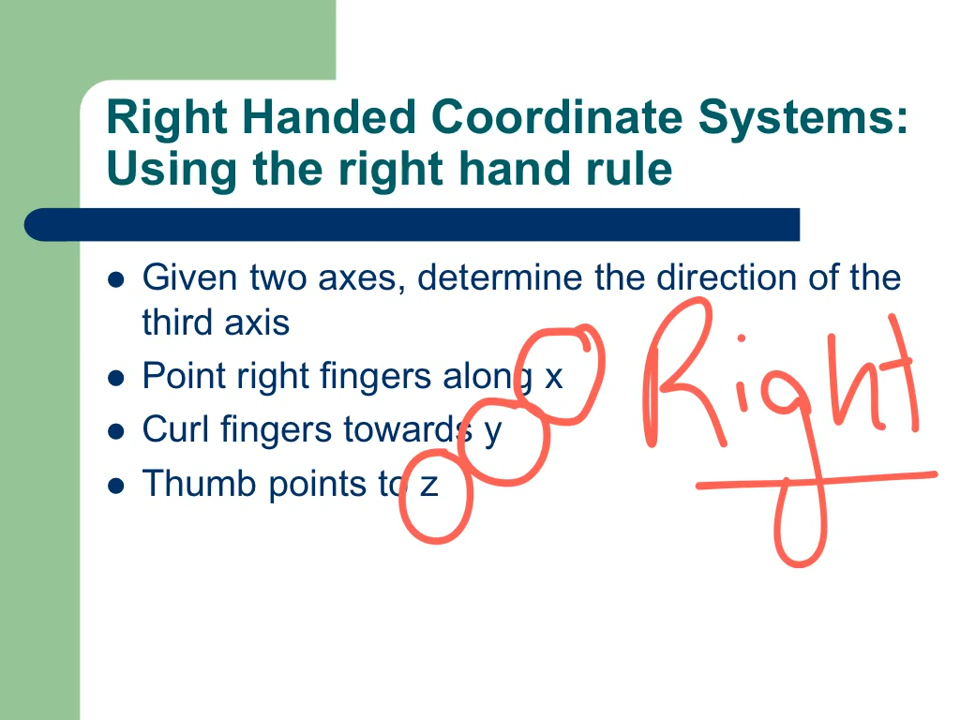 Right Handed Coordinate Systems:
Using the right hand rule
● Given two axes, determine the direction of the
third axis
● Point right fingers along x
● Curl fingers towards y
● Thumb points to z
Right